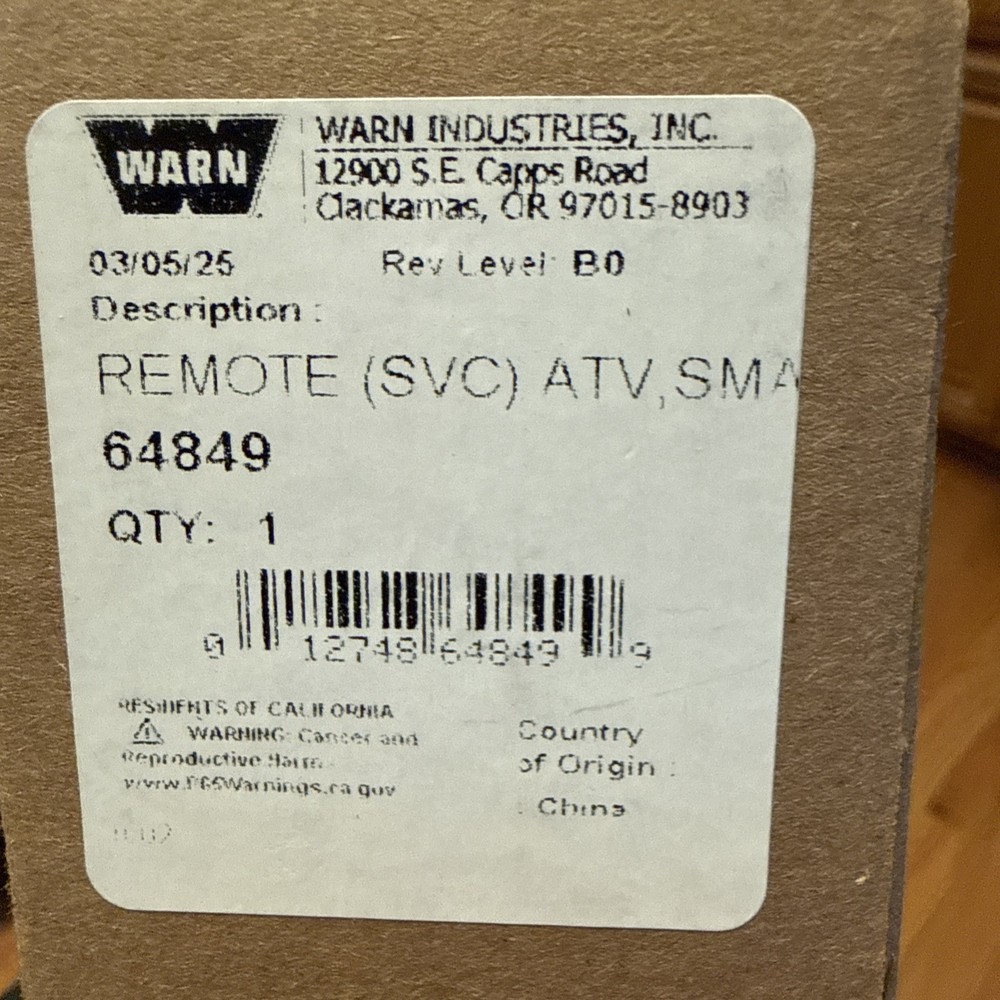 WARN
WARN INDUSTRIES, INC.
12900 S.E. Capps Road
Clackamas, OR 97015-8903
03/05/25 Rev Level: B0
Description :
REMOTE (SVC) ATV,SMA
64849
QTY: 1
0 12748 64849 9
RESIDENTS OF CALIFORNIA
WARNING: Cancer and
Reproductive Harm -
www.P65Warnings.ca.gov
Country
of Origin :
: China